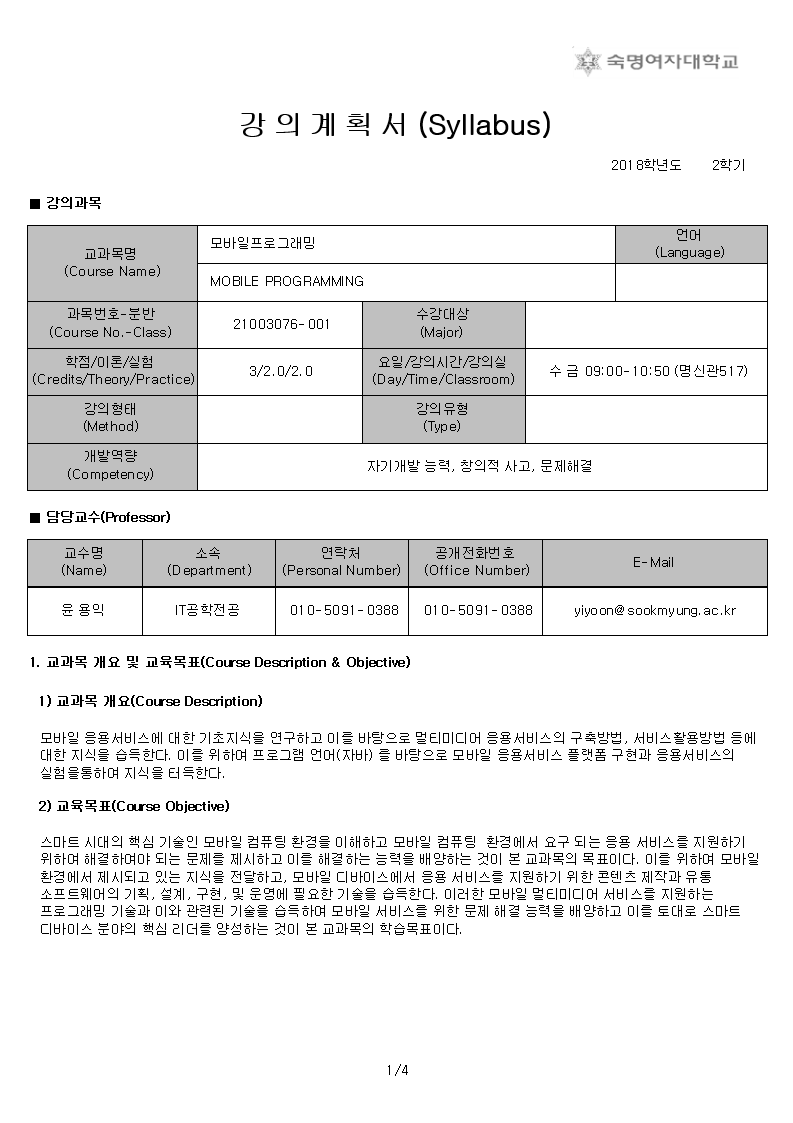 숙명여자대학교
강 의 계 획 서 (Syllabus)
2018학년도 2학기
■ 강의과목
교과목명
(Course Name)
모바일프로그래밍
언어
(Language)
MOBILE PROGRAMMING
과목번호-분반
(Course No.-Class)
21003076-001
수강대상
(Major)
학점/이론/실험
(Credits/Theory/Practice)
3/2.0/2.0
요일/강의시간/강의실
(Day/Time/Classroom)
수 금 09:00-10:50 (명신관517)
강의형태
(Method)
강의유형
(Type)
개발역량
(Competency)
자기개발 능력, 창의적 사고, 문제해결
■ 담당교수(Professor)
교수명
(Name)
소속
(Department)
연락처
(Personal Number)
공개전화번호
(Office Number)
E-Mail
윤 용익
IT공학전공
010-5091-0388
010-5091-0388
yiyoon@sookmyung.ac.kr
1. 교과목 개요 및 교육목표(Course Description & Objective)
1) 교과목 개요(Course Description)
모바일 응용서비스에 대한 기초지식을 연구하고 이를 바탕으로 멀티미디어 응용서비스의 구축방법, 서비스활용방법 등에
대한 지식을 습득한다. 이를 위하여 프로그램 언어(자바) 를 바탕으로 모바일 응용서비스 플랫폼 구현과 응용서비스의
실험을통하여 지식을 터득한다.
2) 교육목표(Course Objective)
스마트 시대의 핵심 기술인 모바일 컴퓨팅 환경을 이해하고 모바일 컴퓨팅 환경에서 요구 되는 응용 서비스를 지원하기
위하여 해결하여야 되는 문제를 제시하고 이를 해결하는 능력을 배양하는 것이 본 교과목의 목표이다. 이를 위하여 모바일
환경에서 제시되고 있는 지식을 전달하고, 모바일 디바이스에서 응용 서비스를 지원하기 위한 콘텐츠 제작과 유통
소프트웨어의 기획, 설계, 구현, 및 운영에 필요한 기술을 습득한다. 이러한 모바일 멀티미디어 서비스를 지원하는
프로그래밍 기술과 이와 관련된 기술을 습득하여 모바일 서비스를 위한 문제 해결 능력을 배양하고 이를 토대로 스마트
디바이스 분야의 핵심 리더를 양성하는 것이 본 교과목의 학습목표이다.
1/4